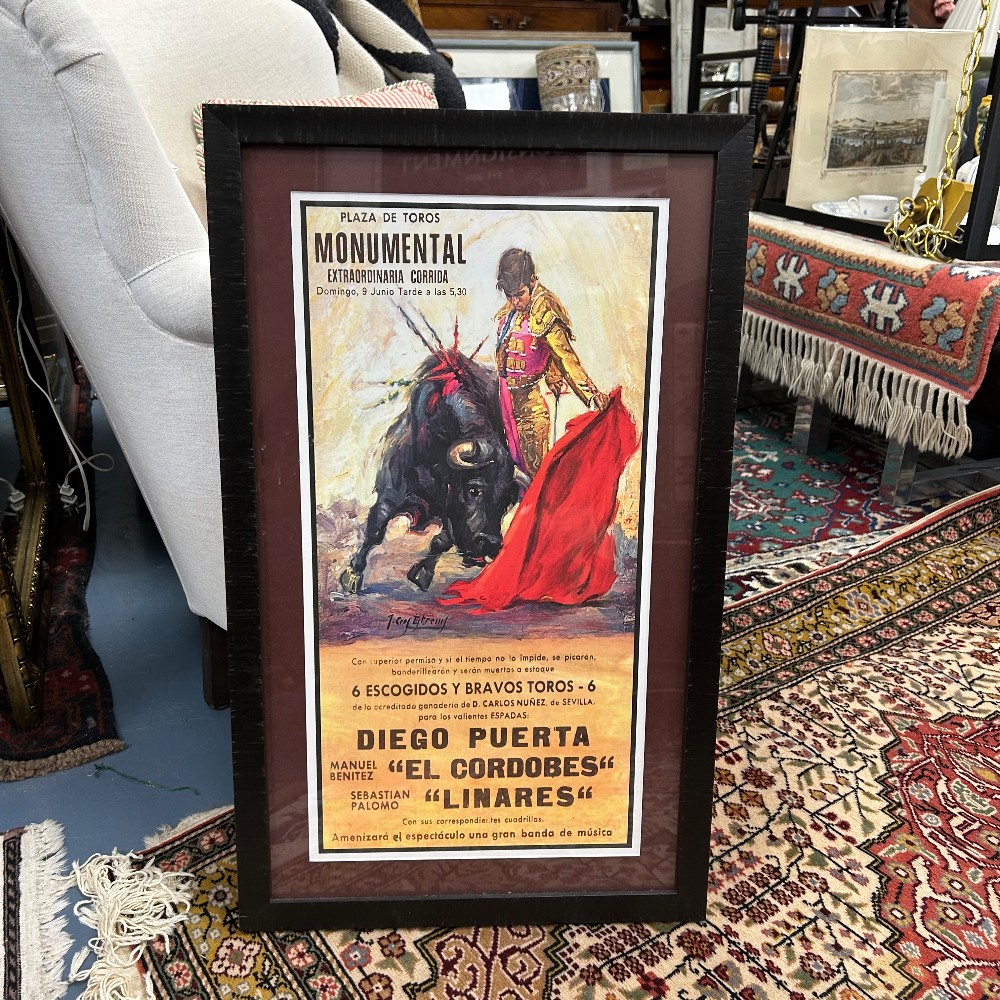 PLAZA DE TOROS
MONUMENTAL
EXTRAORDINARIA CORRIDA
Domingo, 9 Junio Tarde a las 5,30
Con superior permiso y si el tiempo no lo impide, se picarán,
banderillearán y serán muertos a estoque
6 ESCOGIDOS Y BRAVOS TOROS - 6
de la acreditada ganadería de D. CARLOS NUÑEZ, de SEVILLA.
para los valientes ESPADAS:
DIEGO PUERTA
MANUEL BENITEZ "EL CORDOBES"
SEBASTIAN PALOMO "LINARES"
Con sus correspondientes cuadrillas.
Amenizará el espectáculo una gran banda de música